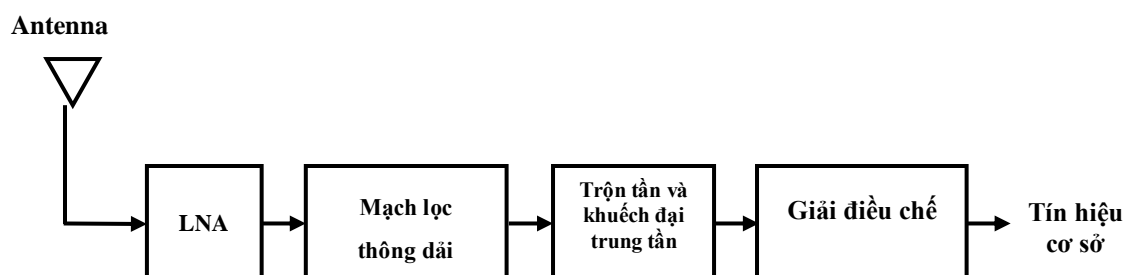 Antenna
LNA
Mạch lọc
thông dải
Trộn tần và
khuếch đại
trung tần
Giải điều chế
Tín hiệu
cơ sở